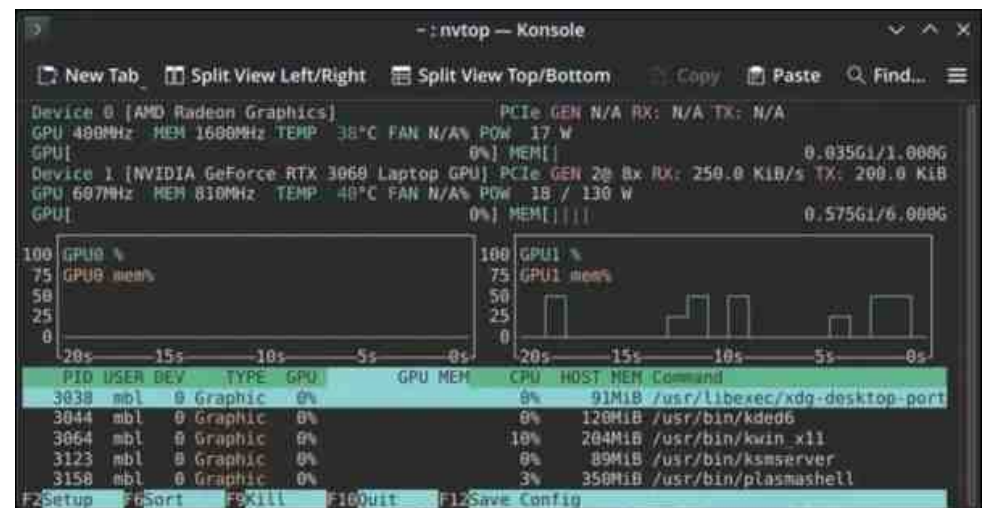 ~ : nvtop — Konsole
New Tab Split View Left/Right Split View Top/Bottom Copy Paste Find...
Device 0 [AMD Radeon Graphics] PCIe GEN N/A RX: N/A TX: N/A
GPU 400MHz MEM 1600MHz TEMP 38°C FAN N/A% POW 17 W
GPU[ 0%] MEM[| 0.035Gi/1.000G
Device 1 [NVIDIA GeForce RTX 3060 Laptop GPU] PCIe GEN 2@ 8x RX: 250.0 KiB/s TX: 200.0 KiB
GPU 607MHz MEM 810MHz TEMP 40°C FAN N/A% POW 18 / 130 W
GPU[ 0%] MEM[|||| 0.575Gi/6.000G
100 GPU0 % 100 GPU1 %
75 GPU0 mem% 75 GPU1 mem%
50 50
25 25
0 0
20s 15s 10s 5s 0s 20s 15s 10s 5s 0s
PID USER DEV TYPE GPU GPU MEM CPU HOST MEM Command
3038 mbl 0 Graphic 0% 0% 91MiB /usr/libexec/xdg-desktop-port
3044 mbl 0 Graphic 0% 0% 120MiB /usr/bin/kded6
3064 mbl 0 Graphic 0% 10% 204MiB /usr/bin/kwin_x11
3123 mbl 0 Graphic 0% 0% 89MiB /usr/bin/ksmserver
3158 mbl 0 Graphic 0% 3% 350MiB /usr/bin/plasmashell
F2Setup F6Sort F9Kill F10Quit F12Save Config